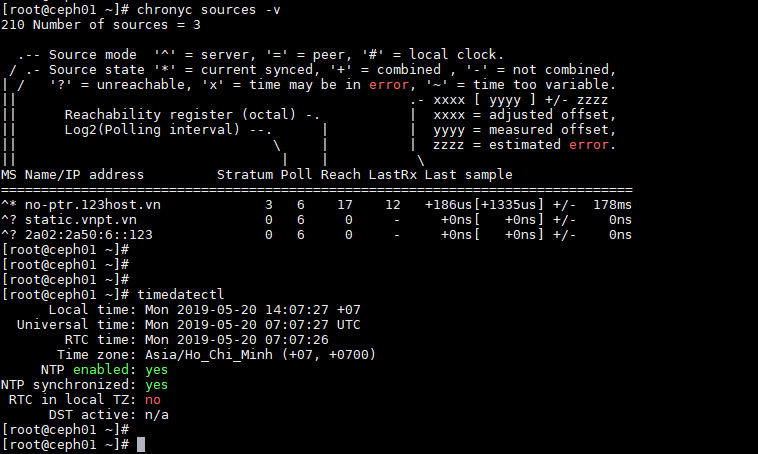 [root@ceph01 ~]# chronyc sources -v
210 Number of sources = 3

  .-- Source mode  '^' = server, '=' = peer, '#' = local clock.
 / .- Source state '*' = current synced, '+' = combined , '-' = not combined,
| /   '?' = unreachable, 'x' = time may be in error, '~' = time too variable.
||                                                 .- xxxx [ yyyy ] +/- zzzz
||      Reachability register (octal) -.           |  xxxx = adjusted offset,
||      Log2(Polling interval) --.      |          |  yyyy = measured offset,
||                                \     |          |  zzzz = estimated error.
||                                 |    |           \
MS Name/IP address         Stratum Poll Reach LastRx Last sample
===============================================================================
^* no-ptr.123host.vn             3   6    17    12   +186us[+1335us] +/-  178ms
^? static.vnpt.vn                0   6     0     -     +0ns[   +0ns] +/-    0ns
^? 2a02:2a50:6::123              0   6     0     -     +0ns[   +0ns] +/-    0ns
[root@ceph01 ~]#
[root@ceph01 ~]#
[root@ceph01 ~]#
[root@ceph01 ~]# timedatectl
      Local time: Mon 2019-05-20 14:07:27 +07
  Universal time: Mon 2019-05-20 07:07:27 UTC
        RTC time: Mon 2019-05-20 07:07:26
       Time zone: Asia/Ho_Chi_Minh (+07, +0700)
     NTP enabled: yes
NTP synchronized: yes
 RTC in local TZ: no
      DST active: n/a
[root@ceph01 ~]#
[root@ceph01 ~]#